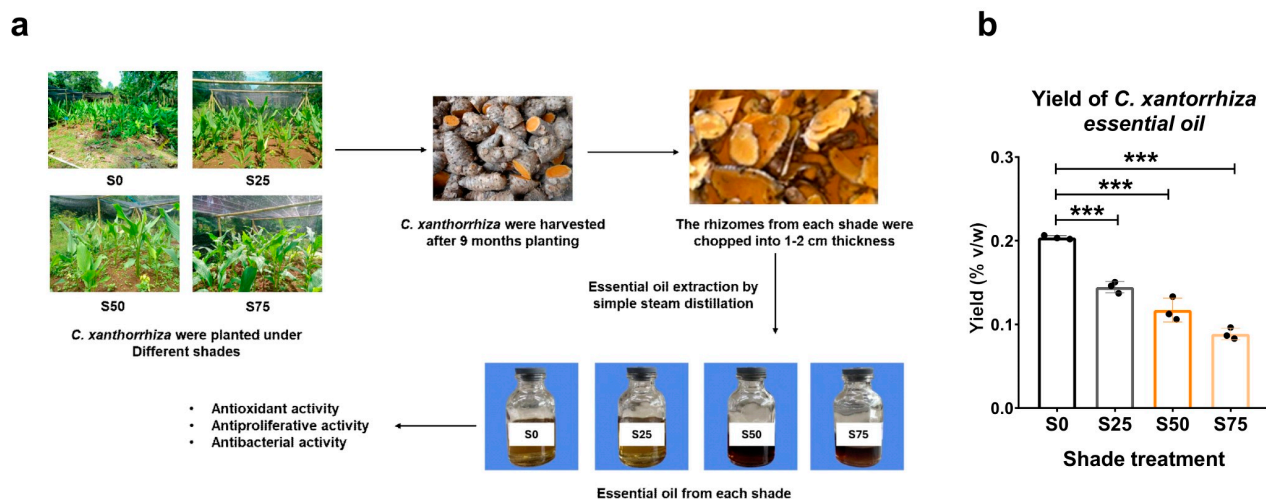 a
S0
S25
S50
S75
C. xanthorrhiza were planted under
Different shades
C. xanthorrhiza were harvested
after 9 months planting
The rhizomes from each shade were
chopped into 1-2 cm thickness
Essential oil extraction by
simple steam distillation
S0
S25
S50
S75
Essential oil from each shade
• Antioxidant activity
• Antiproliferative activity
• Antibacterial activity
b
Yield of C. xantorrhiza
essential oil
Yield (% v/w)
0.3
0.2
0.1
0.0
***
***
***
S0
S25
S50
S75
Shade treatment